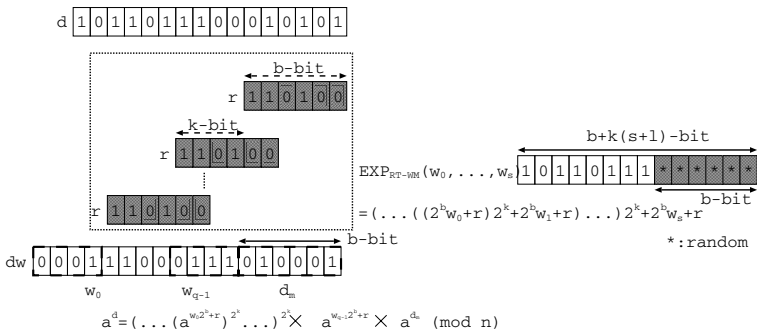 d 1 0 1 1 0 1 1 1 0 0 0 1 0 1 0 1
b-bit
r 1 1 0 1 0 0
k-bit
r 1 1 0 1 0 0
r 1 1 0 1 0 0
b+k(s+1)-bit
EXP_RT-WM(w_0,...,w_s) 1 0 1 1 0 1 1 1 * * * * * *
b-bit
=(...((2^b w_0+r)2^k+2^b w_1+r)...)2^k+2^b w_s+r
*:random
b-bit
dw 0 0 0 1 1 1 0 0 0 1 1 1 0 1 0 0 0 1
w_0 w_q-1 d_m
a^d=(...(a^{w_0 2^b+r})^{2^k}...)^{2^k}× a^{w_q-1 2^b+r} × a^{d_m} (mod n)